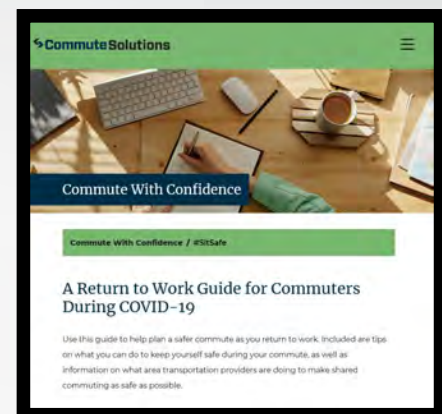 CommuteSolutions
Commute With Confidence
Commute With Confidence / #SitSafe
A Return to Work Guide for Commuters
During COVID-19
Use this guide to help plan a safer commute as you return to work. Included are tips
on what you can do to keep yourself safe during your commute, as well as
information on what area transportation providers are doing to make shared
commuting as safe as possible.